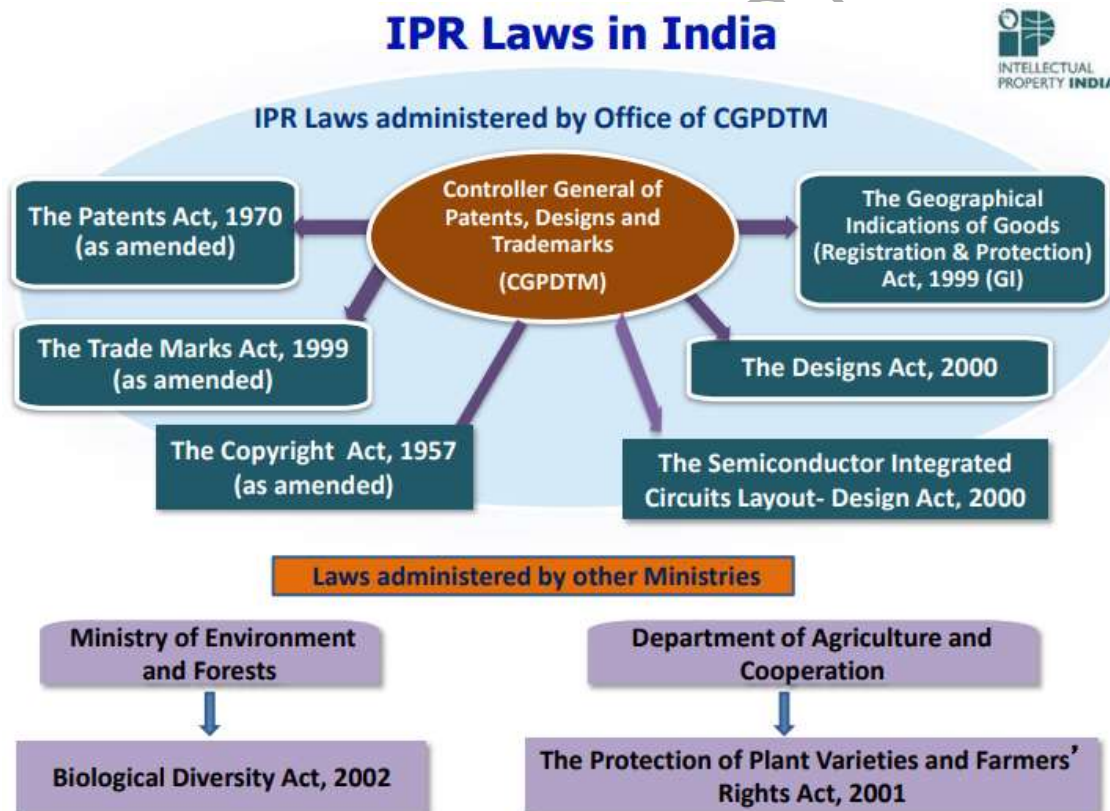 IPR Laws in India
INTELLECTUAL
PROPERTY INDIA
IPR Laws administered by Office of CGPDTM
Controller General of
Patents, Designs and
Trademarks
(CGPDTM)
The Patents Act, 1970
(as amended)
The Geographical
Indications of Goods
(Registration & Protection)
Act, 1999 (GI)
The Trade Marks Act, 1999
(as amended)
The Designs Act, 2000
The Copyright Act, 1957
(as amended)
The Semiconductor Integrated
Circuits Layout- Design Act, 2000
Laws administered by other Ministries
Ministry of Environment
and Forests
Department of Agriculture and
Cooperation
Biological Diversity Act, 2002
The Protection of Plant Varieties and Farmers’
Rights Act, 2001